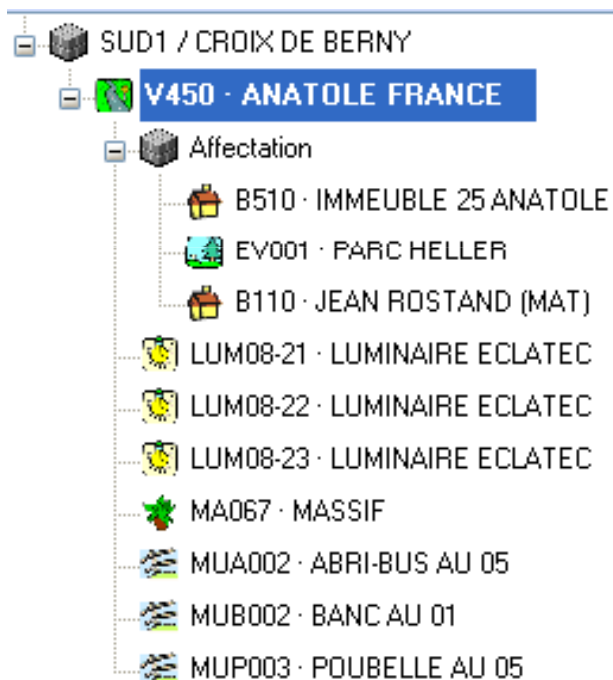 SUD1 / CROIX DE BERNY
V450 · ANATOLE FRANCE
Affectation
B510 · IMMEUBLE 25 ANATOLE
EV001 · PARC HELLER
B110 · JEAN ROSTAND (MAT)
LUM08-21 · LUMINAIRE ECLATEC
LUM08-22 · LUMINAIRE ECLATEC
LUM08-23 · LUMINAIRE ECLATEC
MA067 · MASSIF
MUA002 · ABRI-BUS AU 05
MUB002 · BANC AU 01
MUP003 · POUBELLE AU 05